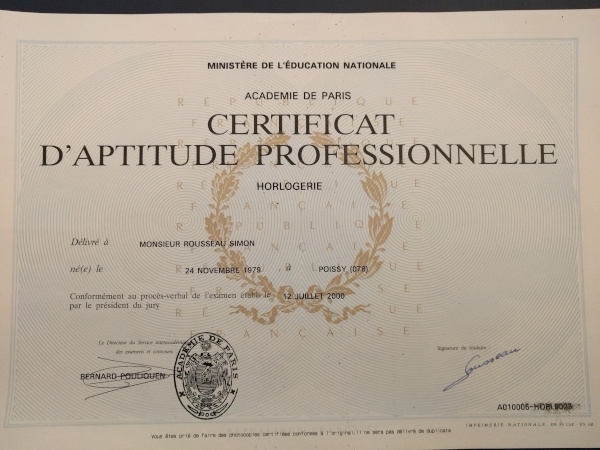 MINISTÈRE DE L'ÉDUCATION NATIONALE
ACADEMIE DE PARIS
RÉPUBLIQUE
FRANÇAISE
CERTIFICAT
D'APTITUDE PROFESSIONNELLE
HORLOGERIE
Délivré à MONSIEUR ROUSSEAU SIMON
né(e) le 24 NOVEMBRE 1979 à POISSY (078)
Conformément au procès-verbal de l'examen établi le 12 JUILLET 2000
par le président du jury
Le Directeur du Service interacadémique
des examens et concours
BERNARD POULIQUEN
ACADÉMIE DE PARIS
Signature du titulaire
A010005-HORL
IMPRIMERIE NATIONALE
Vous êtes prié de faire des photocopies certifiées conformes à l'original, il ne sera pas délivré de duplicata